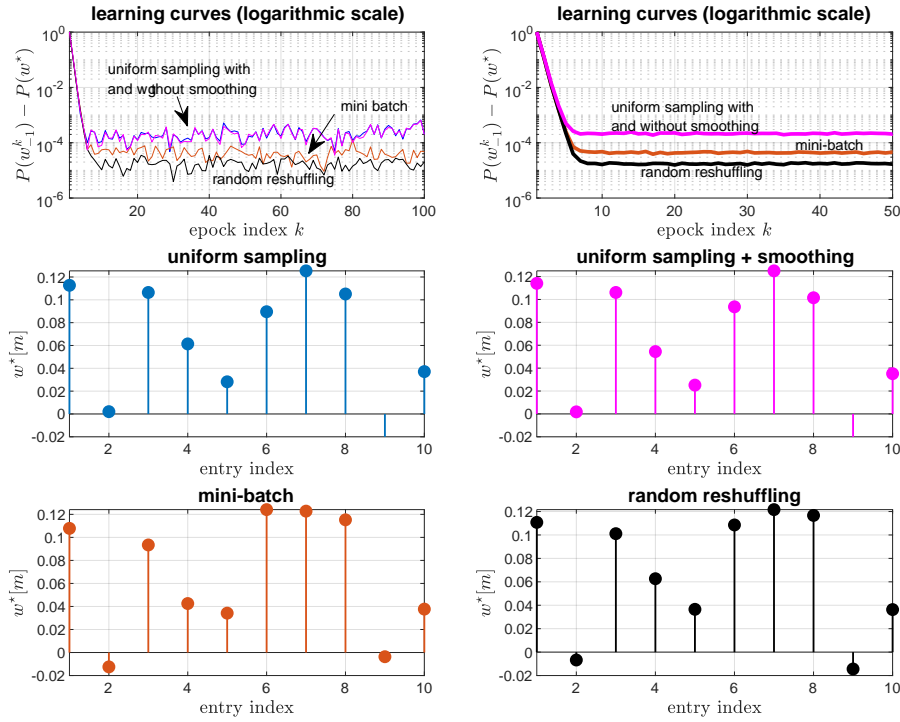 learning curves (logarithmic scale)
10^0
10^-2
10^-4
10^-6
P(w^k_-1) − P(w^⋆)
uniform sampling with
and without smoothing
mini batch
random reshuffling
20 40 60 80 100
epock index k
learning curves (logarithmic scale)
10^0
10^-2
10^-4
10^-6
P(w^k_-1) − P(w^⋆)
uniform sampling with
and without smoothing
mini-batch
random reshuffling
10 20 30 40 50
epoch index k
uniform sampling
0.12
0.1
0.08
0.06
0.04
0.02
0
-0.02
w^⋆[m]
2 4 6 8 10
entry index
uniform sampling + smoothing
0.12
0.1
0.08
0.06
0.04
0.02
0
-0.02
w^⋆[m]
2 4 6 8 10
entry index
mini-batch
0.12
0.1
0.08
0.06
0.04
0.02
0
-0.02
w^⋆[m]
2 4 6 8 10
entry index
random reshuffling
0.12
0.1
0.08
0.06
0.04
0.02
0
-0.02
w^⋆[m]
2 4 6 8 10
entry index